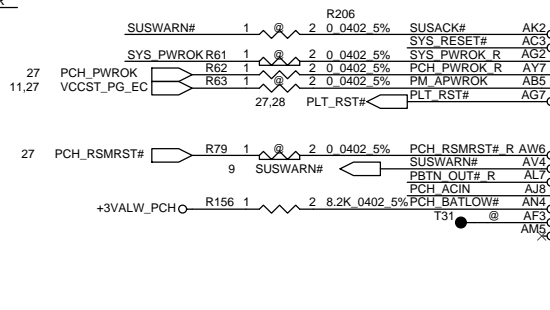 R206
SUSWARN# 1 @ 2 0_0402_5% SUSACK# AK2
SYS_RESET# AC3
SYS_PWROK R61 1 @ 2 0_0402_5% SYS_PWROK_R AG2
27 PCH_PWROK R62 1 2 0_0402_5% PCH_PWROK_R AY7
11,27 VCCST_PG_EC R63 1 @ 2 0_0402_5% PM_APWROK AB5
27,28 PLT_RST# PLT_RST# AG7
27 PCH_RSMRST# R79 1 @ 2 0_0402_5% PCH_RSMRST#_R AW6
9 SUSWARN# SUSWARN# AV4
PBTN_OUT#_R AL7
PCH_ACIN AJ8
+3VALW_PCH R156 1 2 8.2K_0402_5% PCH_BATLOW# AN4
T31 @ AF3
AM5